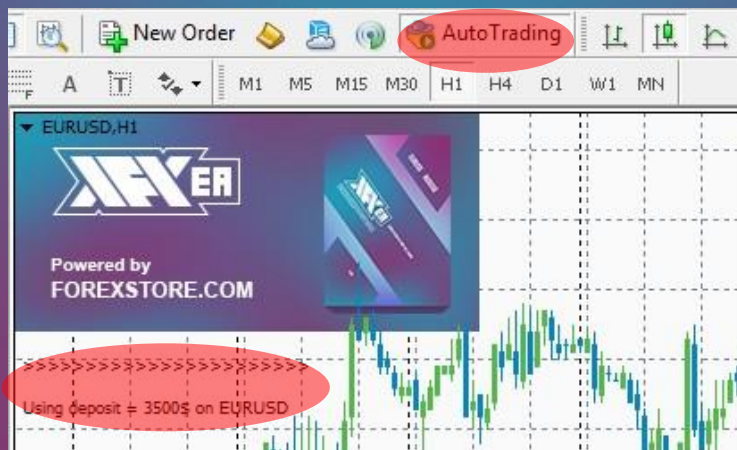 New Order
AutoTrading
F
A
T
M1 M5 M15 M30 H1 H4 D1 W1 MN
EURUSD,H1
XFXEA
Powered by
FOREXSTORE.COM
>>>>>>>>>>>>>>>>>>>>>>>
Using deposit = 3500$ on EURUSD